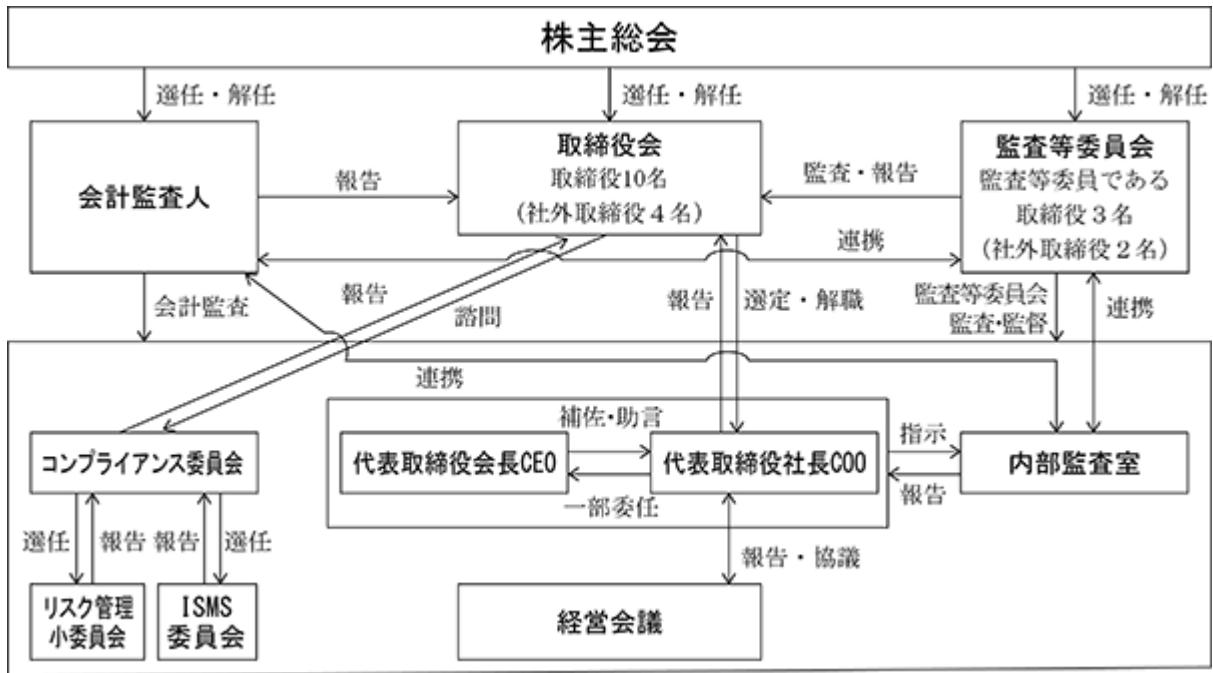 株主総会
選任・解任
選任・解任
選任・解任
会計監査人
報告
取締役会
取締役10名
(社外取締役4名)
監査・報告
監査等委員会
監査等委員である
取締役3名
(社外取締役2名)
連携
会計監査
報告
諮問
報告
選定・解職
監査等委員会
監査・監督
連携
連携
補佐・助言
コンプライアンス委員会
代表取締役会長CEO
代表取締役社長COO
指示
報告
内部監査室
一部委任
選任
報告
報告
選任
報告・協議
リスク管理
小委員会
ISMS
委員会
経営会議